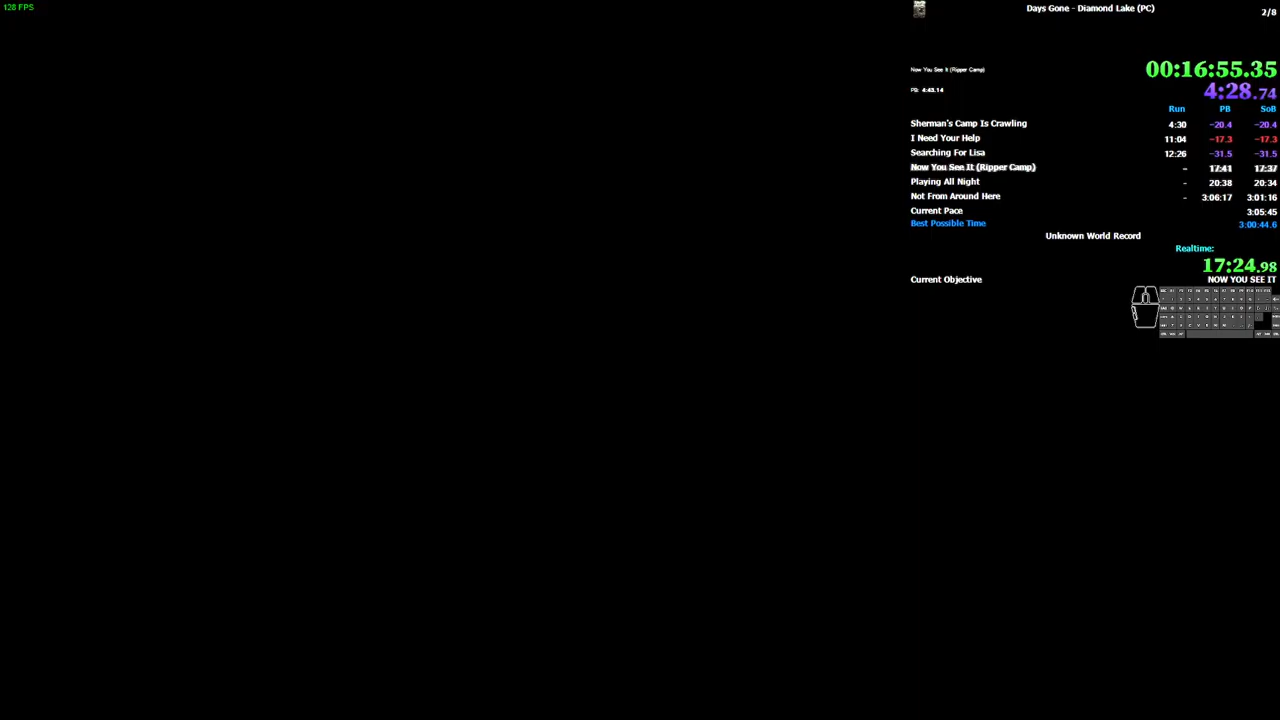 128 FPS
Days Gone - Diamond Lake (PC)
2/8
Now You See It (Ripper Camp)
00:16:55.35
PB: 4:43.14
4:28.74
Run PB SoB
Sherman's Camp Is Crawling 4:30 −20.4 −20.4
I Need Your Help 11:04 −17.3 −17.3
Searching For Lisa 12:26 −31.5 −31.5
Now You See It (Ripper Camp) - 17:41 17:37
Playing All Night - 20:38 20:34
Not From Around Here - 3:06:17 3:01:16
Current Pace 3:05:45
Best Possible Time 3:00:44.6
Unknown World Record
Realtime:
17:24.98
Current Objective NOW YOU SEE IT